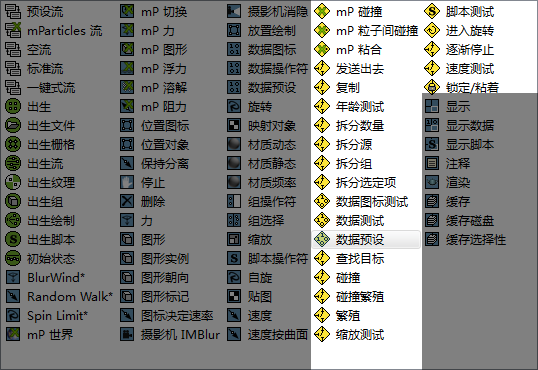 预设流
mParticles 流
空流
标准流
一键式流
出生
出生文件
出生栅格
出生流
出生纹理
出生组
出生绘制
出生脚本
初始状态
BlurWind*
Random Walk*
Spin Limit*
mP 世界
mP 切换
mP 力
mP 图形
mP 浮力
mP 溶解
mP 阻力
位置图标
位置对象
保持分离
停止
删除
力
图形
图形实例
图形朝向
图形标记
图标决定速率
摄影机 IMBlur
摄影机消隐
放置绘制
数据图标
数据操作符
数据预设
旋转
映射对象
材质动态
材质静态
材质频率
组操作符
组选择
缩放
脚本操作符
自旋
贴图
速度
速度按曲面
mP 碰撞
mP 粒子间碰撞
mP 粘合
发送出去
复制
年龄测试
拆分数量
拆分源
拆分组
拆分选定项
数据图标测试
数据测试
数据预设
查找目标
碰撞
碰撞繁殖
繁殖
缩放测试
脚本测试
进入旋转
逐渐停止
速度测试
锁定/粘着
显示
显示数据
显示脚本
注释
渲染
缓存
缓存磁盘
缓存选择性